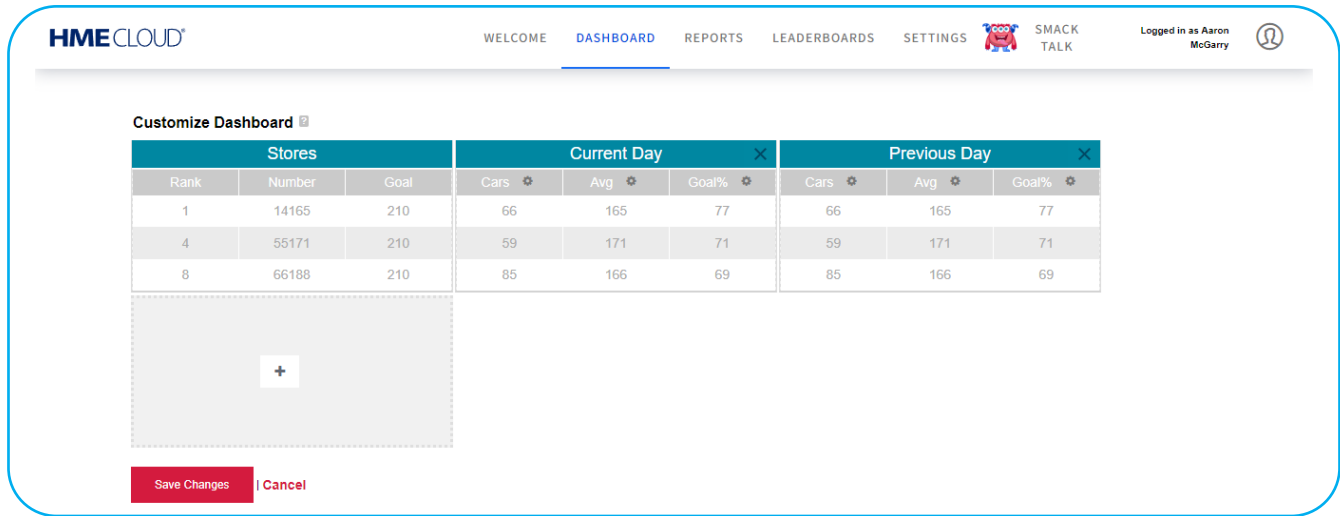 HME CLOUD®
WELCOME DASHBOARD REPORTS LEADERBOARDS SETTINGS SMACK TALK Logged in as Aaron McGarry
Customize Dashboard ?
Stores Current Day Previous Day
Rank Number Goal Cars Avg Goal% Cars Avg Goal%
1 14165 210 66 165 77 66 165 77
4 55171 210 59 171 71 59 171 71
8 66188 210 85 166 69 85 166 69
+
Save Changes | Cancel